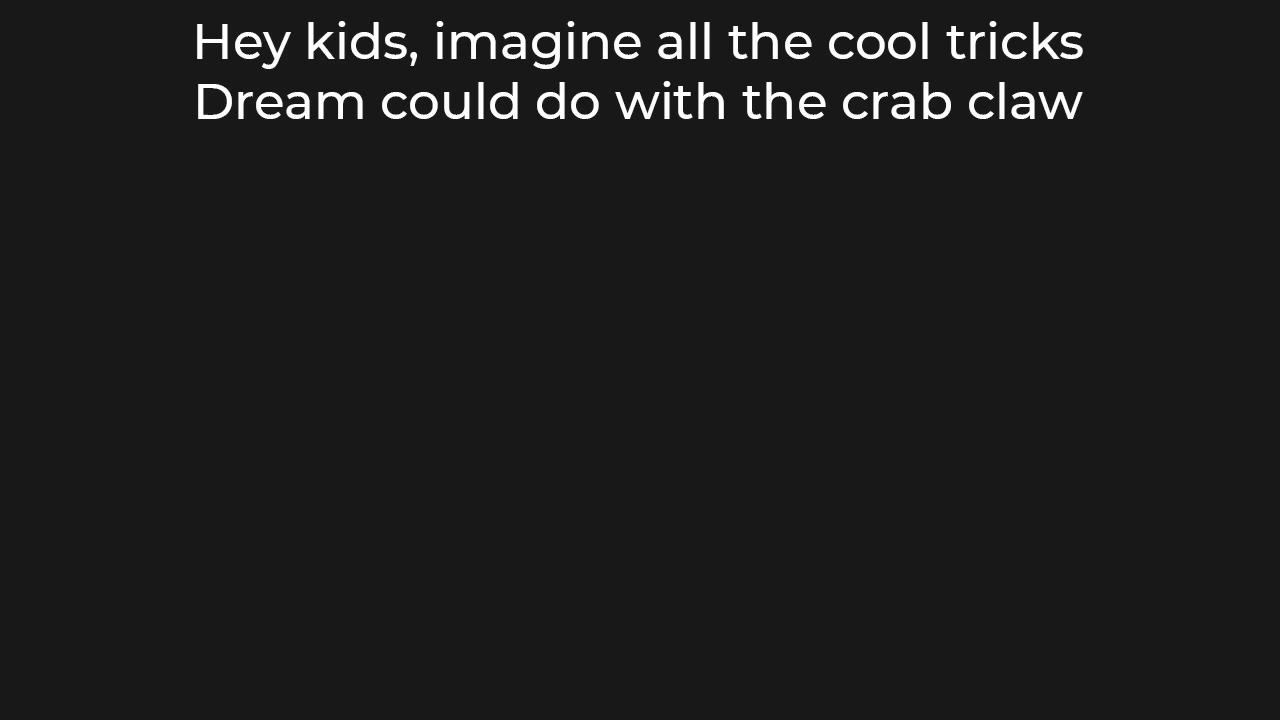 Hey kids, imagine all the cool tricks
Dream could do with the crab claw